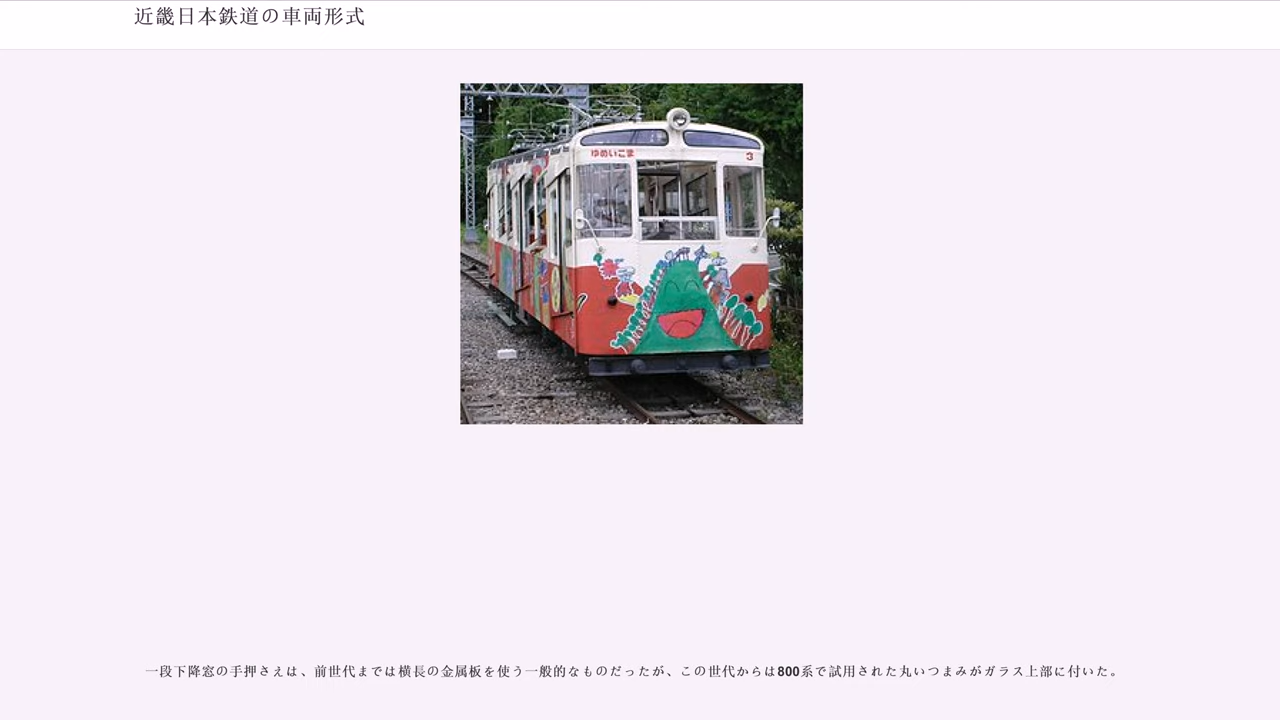 近畿日本鉄道の車両形式
ゆめいこま
3
一段下降窓の手押さえは、前世代までは横長の金属板を使う一般的なものだったが、この世代からは800系で試用された丸いつまみがガラス上部に付いた。